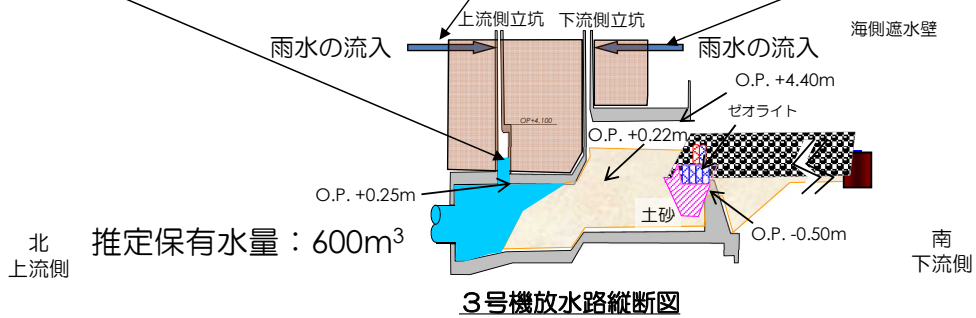 上流側立坑 下流側立坑
海側遮水壁
雨水の流入 雨水の流入
O.P. +4.40m
ゼオライト
OP+4.100
O.P. +0.22m
O.P. +0.25m
土砂
O.P. -0.50m
北
上流側
推定保有水量：600m³
南
下流側
３号機放水路縦断図